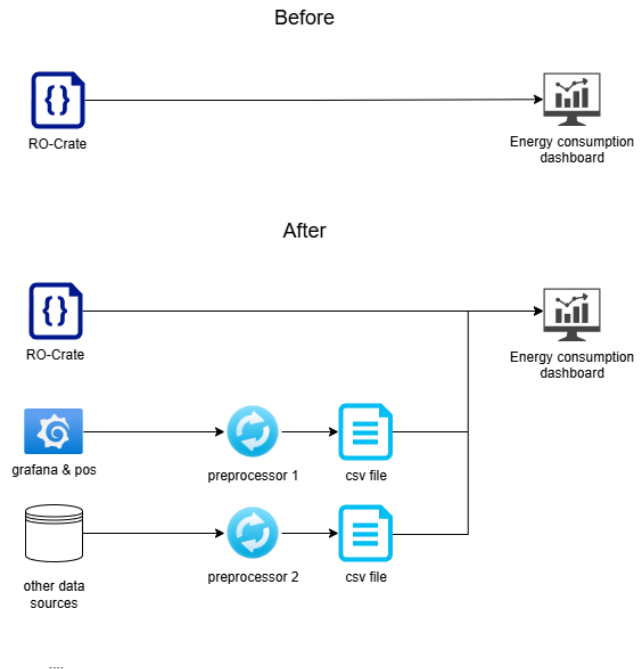 Before
{}
RO-Crate
Energy consumption
dashboard
After
{}
RO-Crate
Energy consumption
dashboard
grafana & pos
preprocessor 1
csv file
other data
sources
preprocessor 2
csv file
....